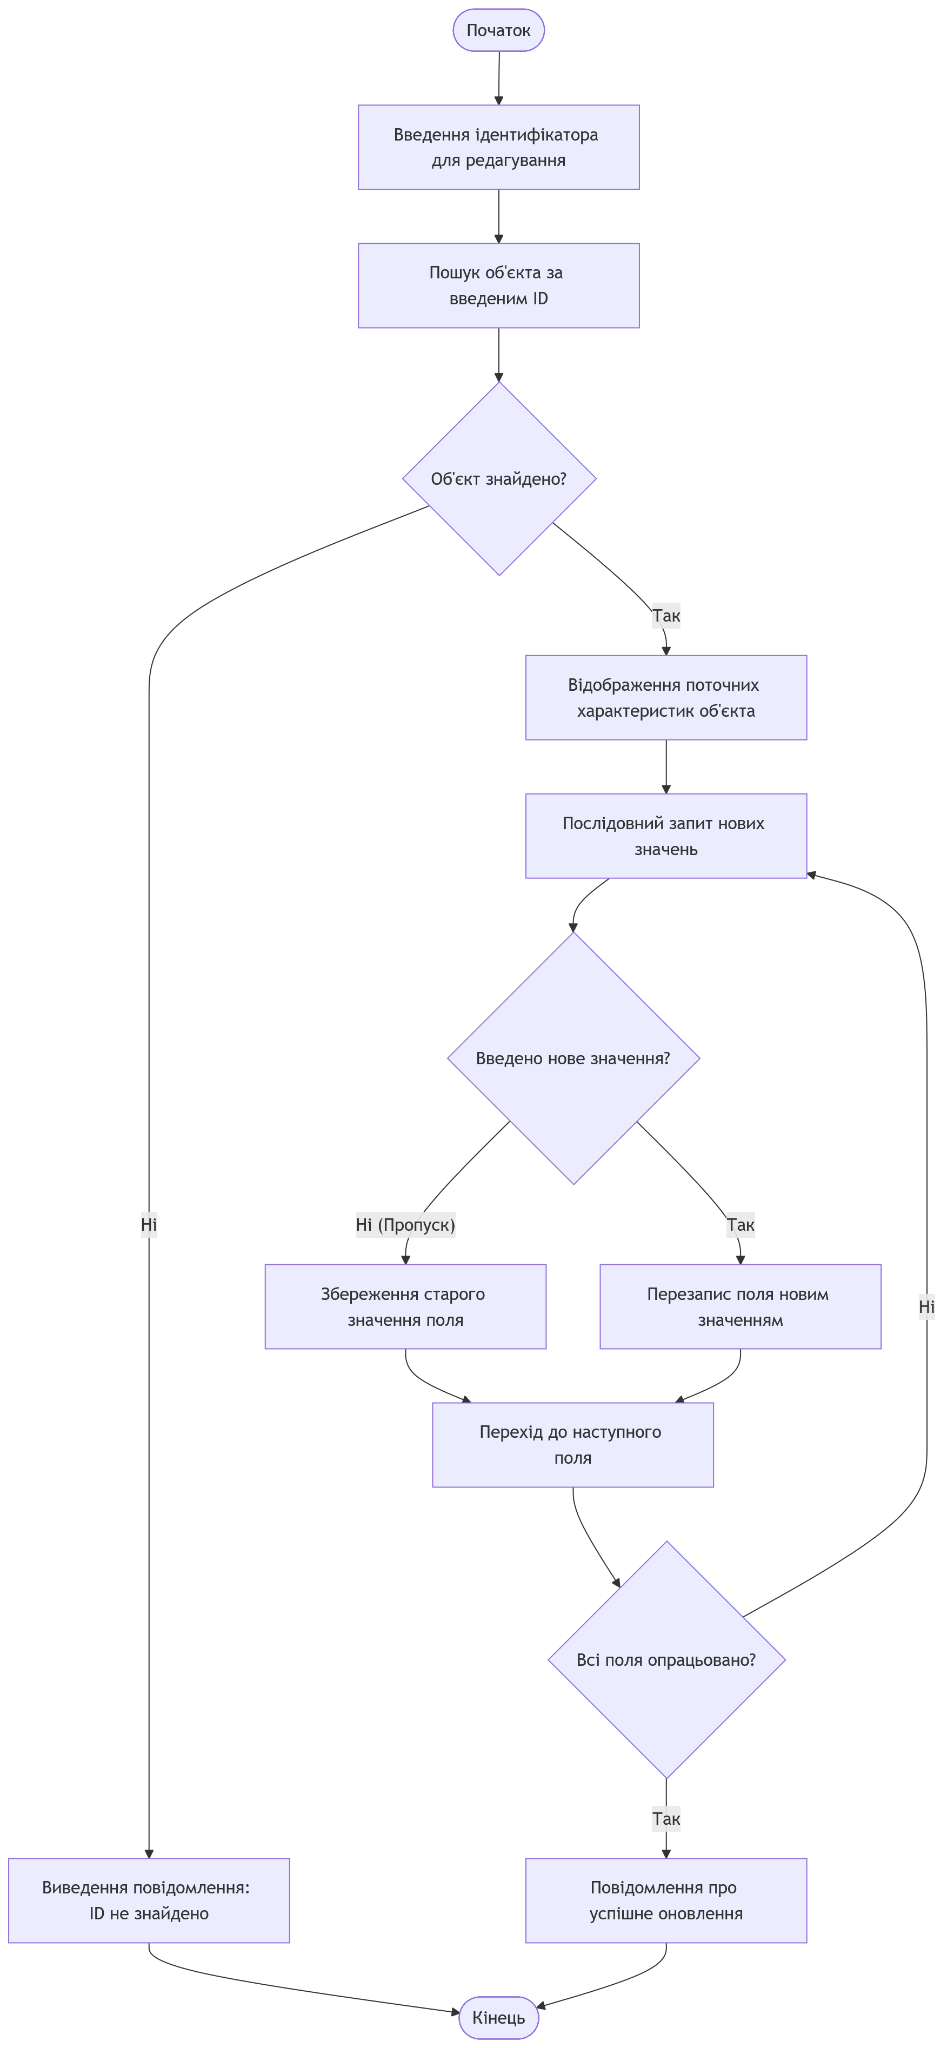 Початок
Введення ідентифікатора
для редагування
Пошук об'єкта за
введеним ID
Об'єкт знайдено?
Так
Відображення поточних
характеристик об'єкта
Послідовний запит нових
значень
Введено нове значення?
Ні
Ні (Пропуск)
Так
Збереження старого
значення поля
Перезапис поля новим
значенням
Ні
Перехід до наступного
поля
Всі поля опрацьовано?
Так
Виведення повідомлення:
ID не знайдено
Повідомлення про
успішне оновлення
Кінець